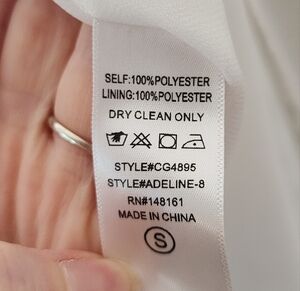 SELF:100%POLYESTER
LINING:100%POLYESTER
DRY CLEAN ONLY
STYLE#CG4895
STYLE#ADELINE-8
RN#148161
MADE IN CHINA
S